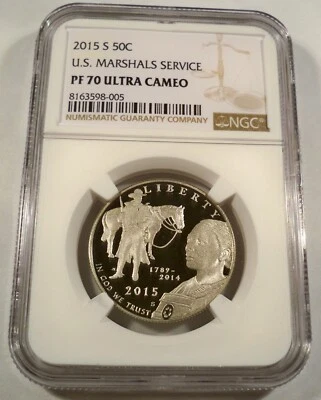 2015 S 50C
U.S. MARSHALS SERVICE
PF 70 ULTRA CAMEO
8163598-005
NUMISMATIC GUARANTY COMPANY
NGC
LIBERTY
1789-
2014
2015
S
IN GOD WE TRUST